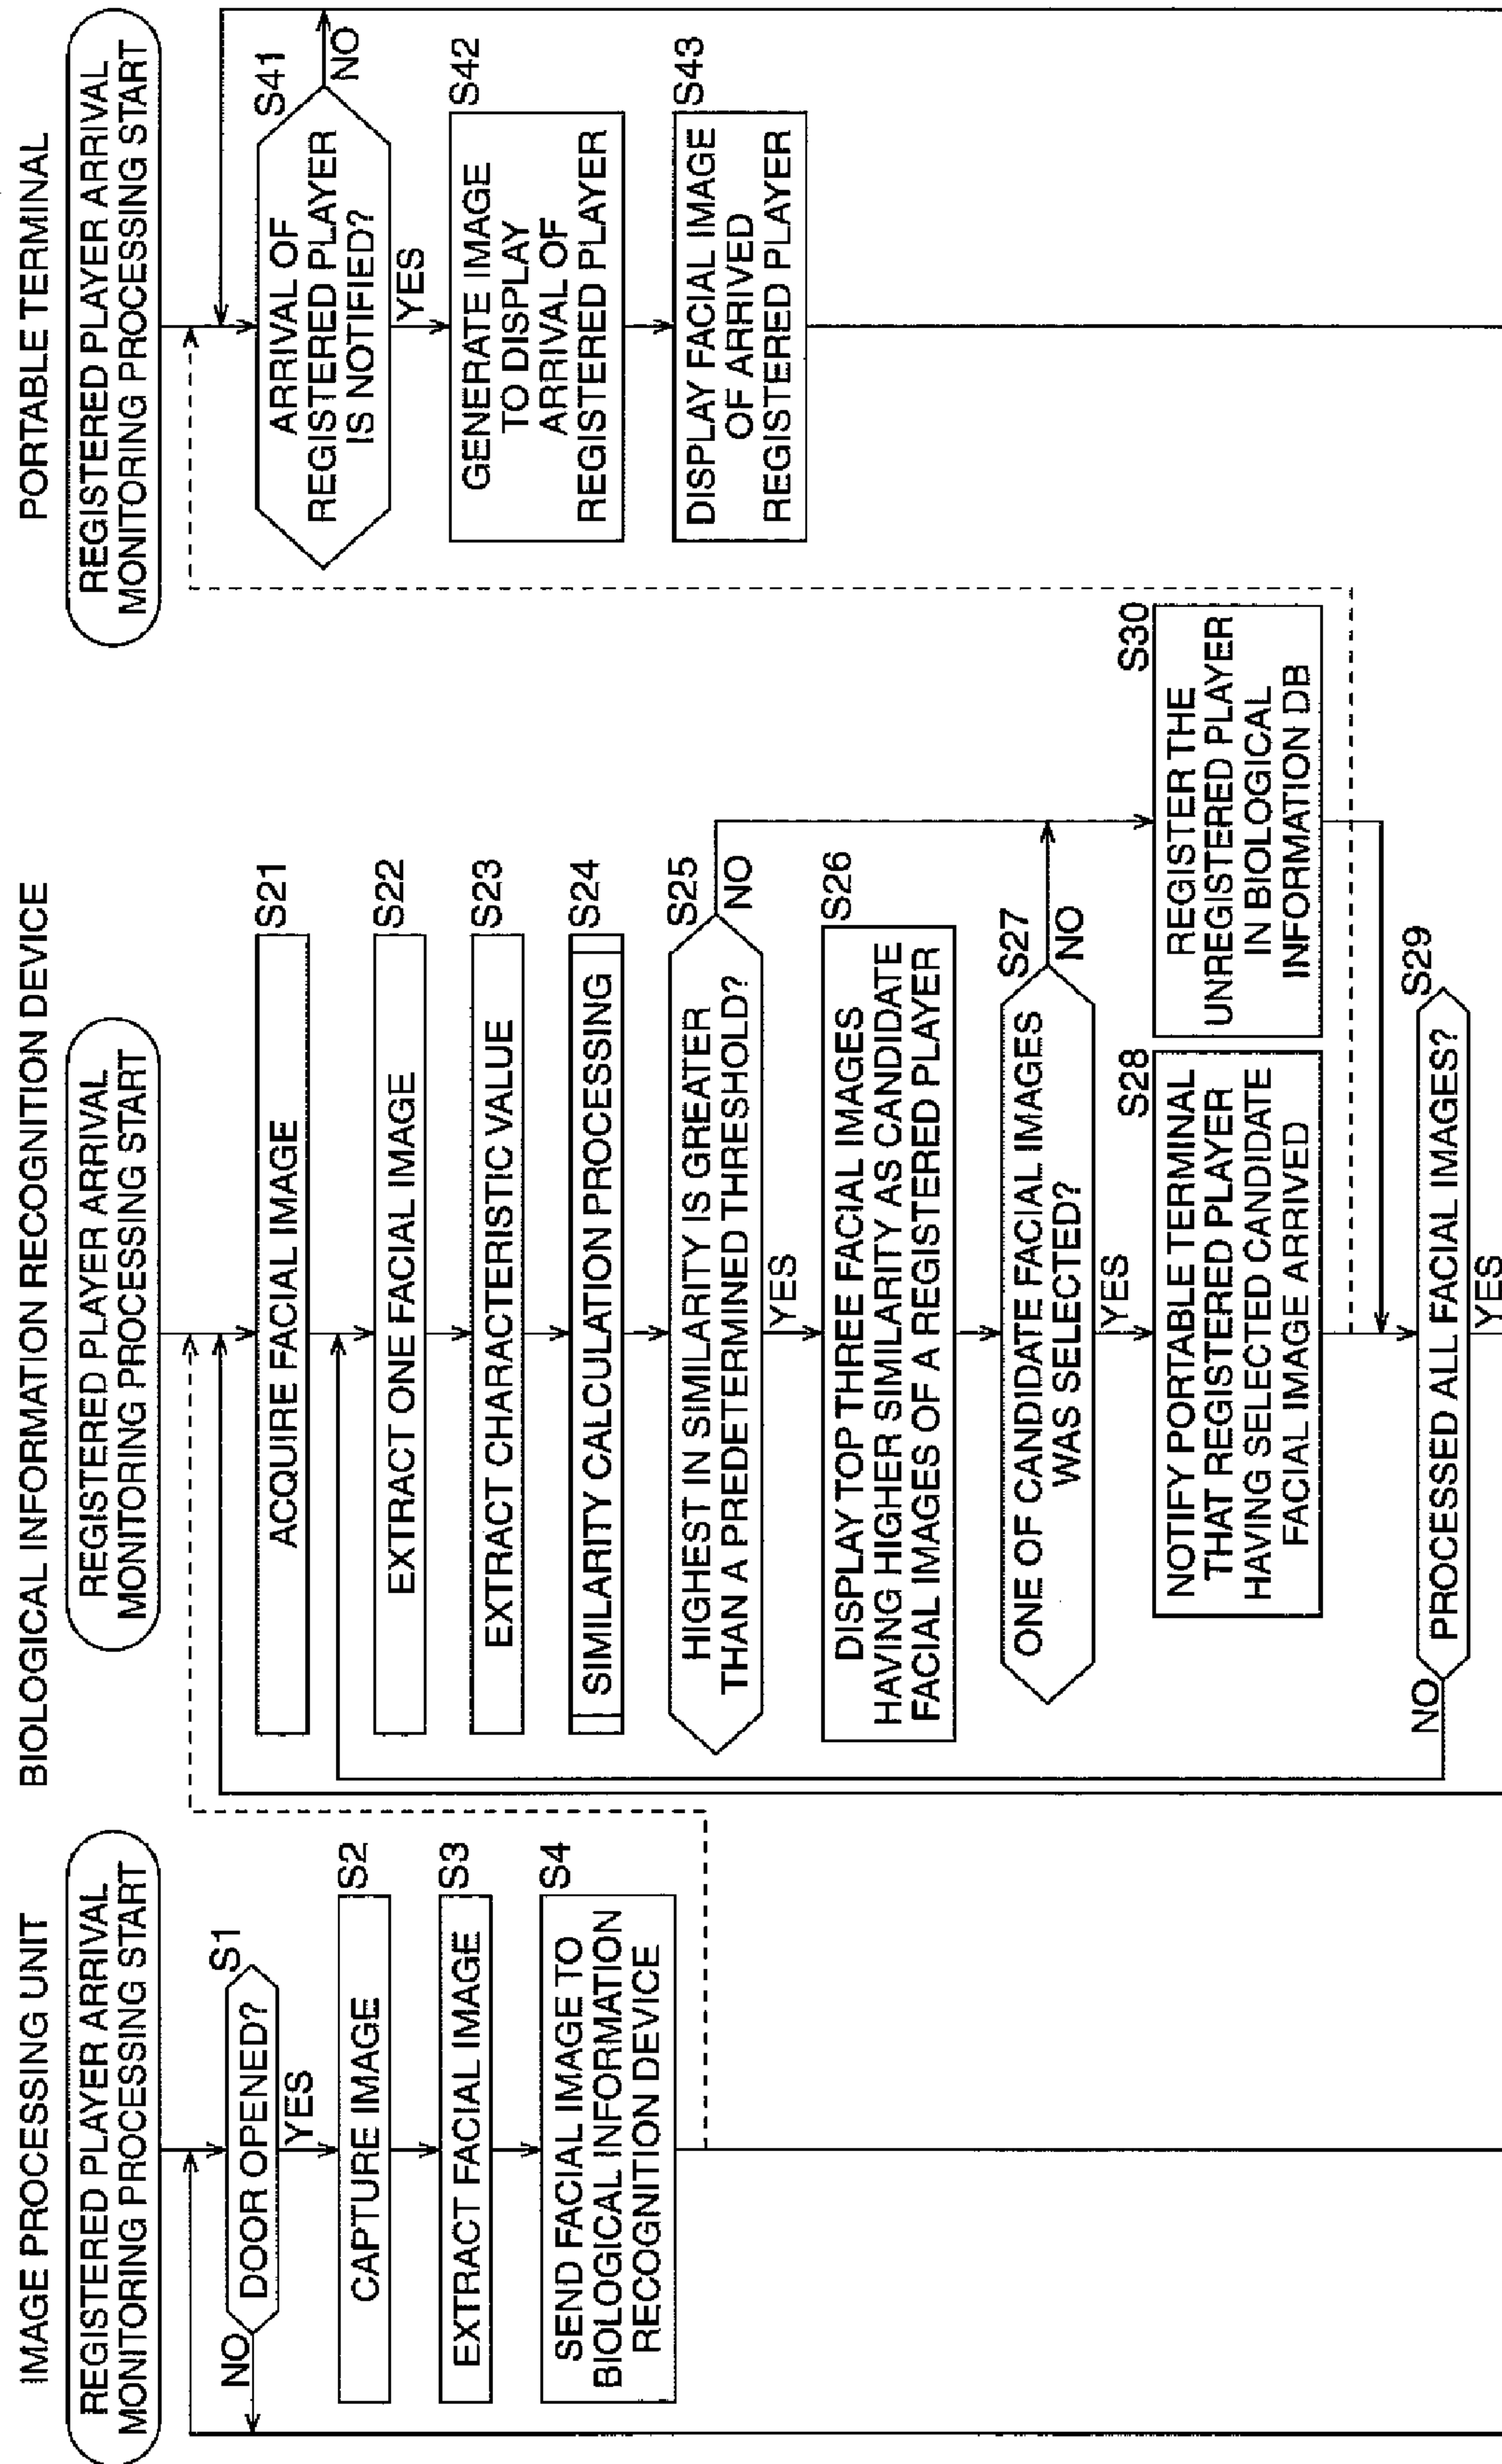 IMAGE PROCESSING UNIT
REGISTERED PLAYER ARRIVAL
MONITORING PROCESSING START
S1
DOOR OPENED?
NO
YES
S2
CAPTURE IMAGE
S3
EXTRACT FACIAL IMAGE
S4
SEND FACIAL IMAGE TO
BIOLOGICAL INFORMATION
RECOGNITION DEVICE
BIOLOGICAL INFORMATION RECOGNITION DEVICE
REGISTERED PLAYER ARRIVAL
MONITORING PROCESSING START
S21
ACQUIRE FACIAL IMAGE
S22
EXTRACT ONE FACIAL IMAGE
S23
EXTRACT CHARACTERISTIC VALUE
S24
SIMILARITY CALCULATION PROCESSING
S25
HIGHEST IN SIMILARITY IS GREATER
THAN A PREDETERMINED THRESHOLD?
NO
YES
S26
DISPLAY TOP THREE FACIAL IMAGES
HAVING HIGHER SIMILARITY AS CANDIDATE
FACIAL IMAGES OF A REGISTERED PLAYER
S27
ONE OF CANDIDATE FACIAL IMAGES
WAS SELECTED?
NO
YES
S28
NOTIFY PORTABLE TERMINAL
THAT REGISTERED PLAYER
HAVING SELECTED CANDIDATE
FACIAL IMAGE ARRIVED
S30
REGISTER THE
UNREGISTERED PLAYER
IN BIOLOGICAL
INFORMATION DB
S29
PROCESSED ALL FACIAL IMAGES?
NO
YES
PORTABLE TERMINAL
REGISTERED PLAYER ARRIVAL
MONITORING PROCESSING START
S41
ARRIVAL OF
REGISTERED PLAYER
IS NOTIFIED?
NO
YES
S42
GENERATE IMAGE
TO DISPLAY
ARRIVAL OF
REGISTERED PLAYER
S43
DISPLAY FACIAL IMAGE
OF ARRIVED
REGISTERED PLAYER